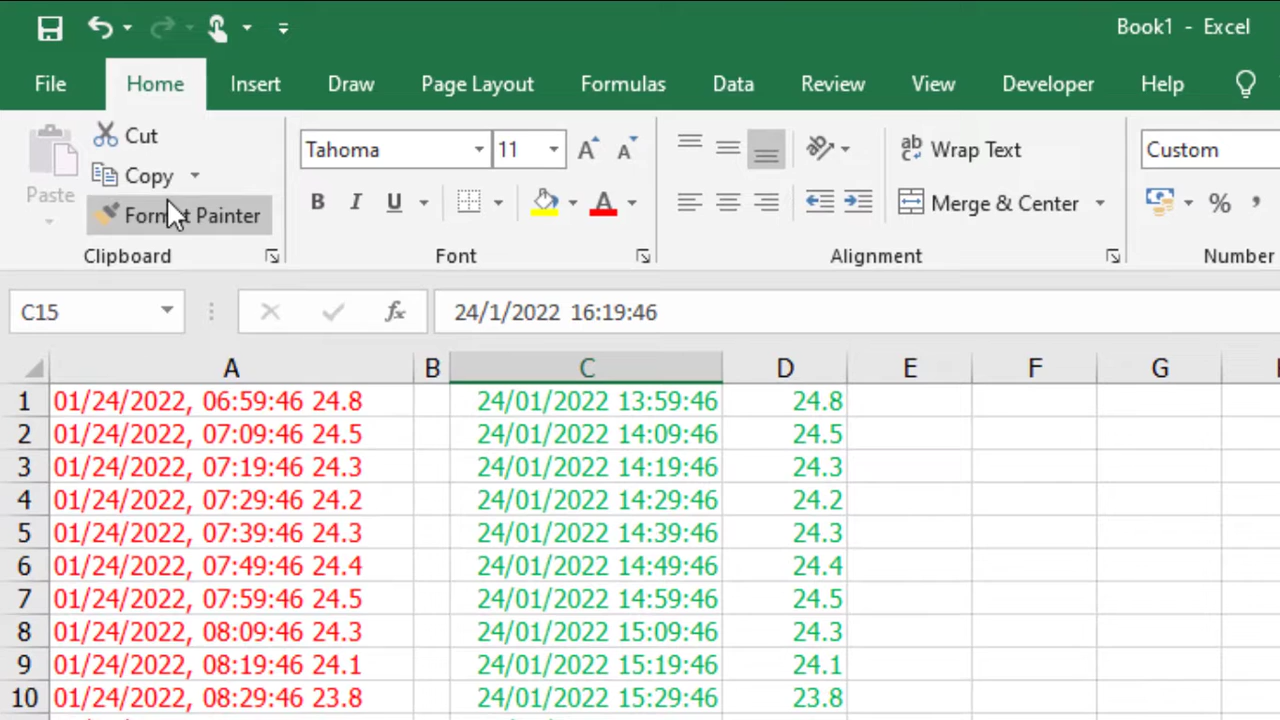 Book1 - Excel
File Home Insert Draw Page Layout Formulas Data Review View Developer Help
Cut
Copy
Paste
Format Painter
Clipboard
Tahoma 11
B I U A
Font
ab Wrap Text
Merge & Center
Alignment
Custom
% ,
Number
C15 fx 24/1/2022 16:19:46
A B C D E F G
1 01/24/2022, 06:59:46 24.8 24/01/2022 13:59:46 24.8
2 01/24/2022, 07:09:46 24.5 24/01/2022 14:09:46 24.5
3 01/24/2022, 07:19:46 24.3 24/01/2022 14:19:46 24.3
4 01/24/2022, 07:29:46 24.2 24/01/2022 14:29:46 24.2
5 01/24/2022, 07:39:46 24.3 24/01/2022 14:39:46 24.3
6 01/24/2022, 07:49:46 24.4 24/01/2022 14:49:46 24.4
7 01/24/2022, 07:59:46 24.5 24/01/2022 14:59:46 24.5
8 01/24/2022, 08:09:46 24.3 24/01/2022 15:09:46 24.3
9 01/24/2022, 08:19:46 24.1 24/01/2022 15:19:46 24.1
10 01/24/2022, 08:29:46 23.8 24/01/2022 15:29:46 23.8